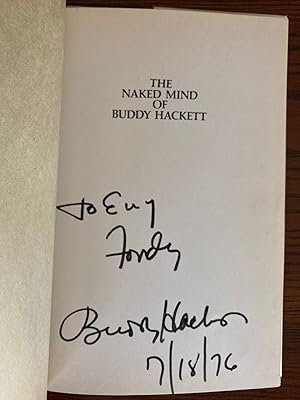 THE
NAKED MIND
OF
BUDDY HACKETT
To
Fondly
Buddy Hackett
7/18/76